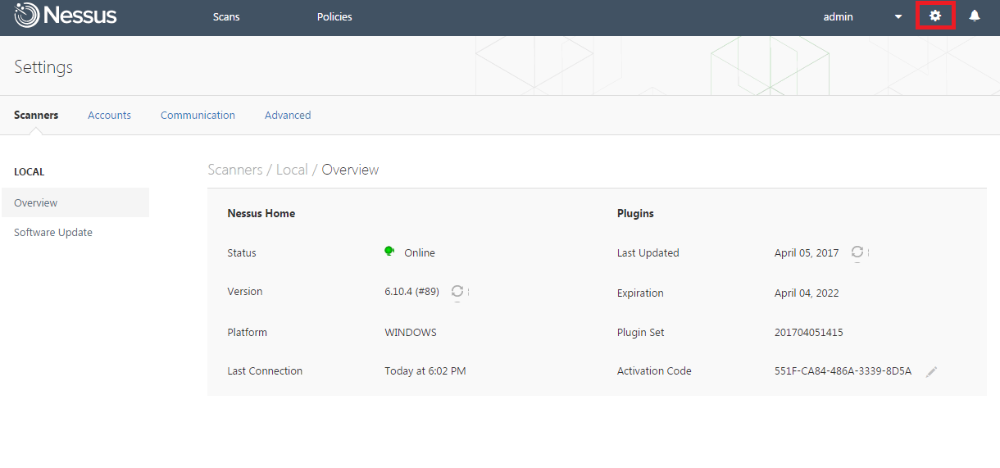 Nessus Scans Policies admin
Settings
Scanners Accounts Communication Advanced
LOCAL
Overview
Software Update
Scanners / Local / Overview
Nessus Home Plugins
Status Online Last Updated April 05, 2017
Version 6.10.4 (#89) Expiration April 04, 2022
Platform WINDOWS Plugin Set 201704051415
Last Connection Today at 6:02 PM Activation Code 551F-CA84-486A-3339-8D5A